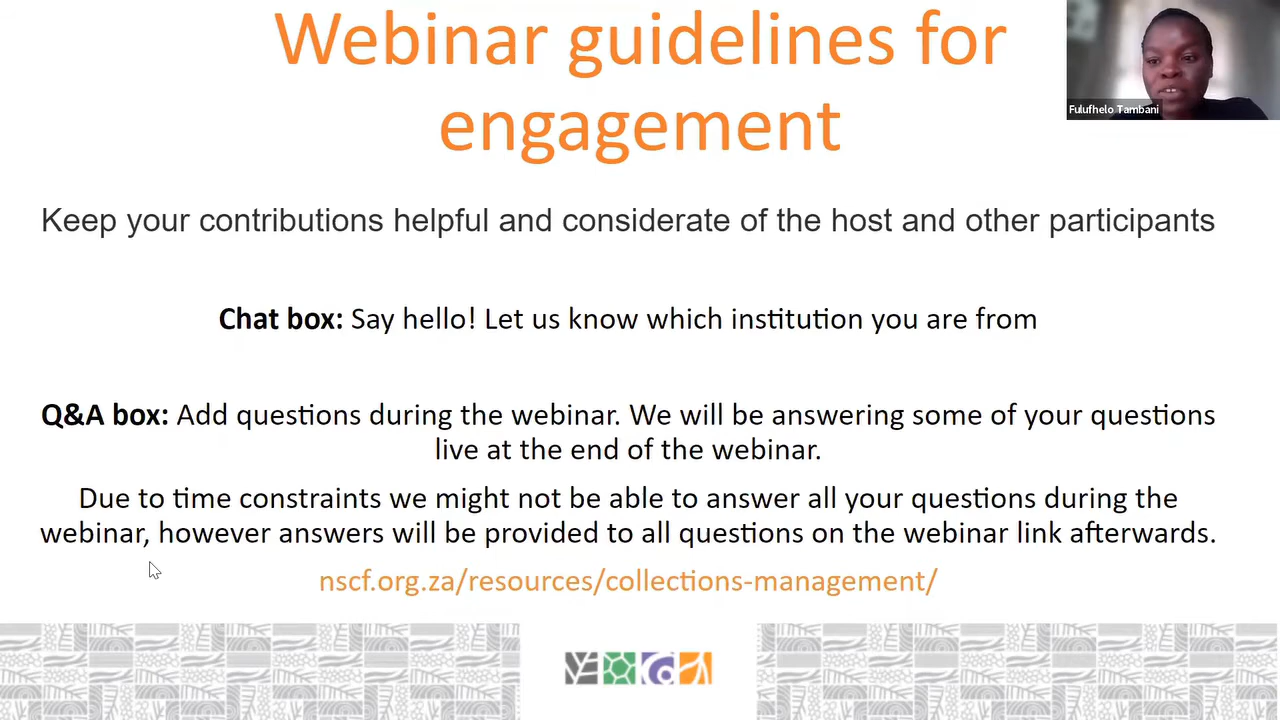 Webinar guidelines for
engagement
Fulufhelo Tambani
Keep your contributions helpful and considerate of the host and other participants
Chat box: Say hello! Let us know which institution you are from
Q&A box: Add questions during the webinar. We will be answering some of your questions
live at the end of the webinar.
Due to time constraints we might not be able to answer all your questions during the
webinar, however answers will be provided to all questions on the webinar link afterwards.
nscf.org.za/resources/collections-management/